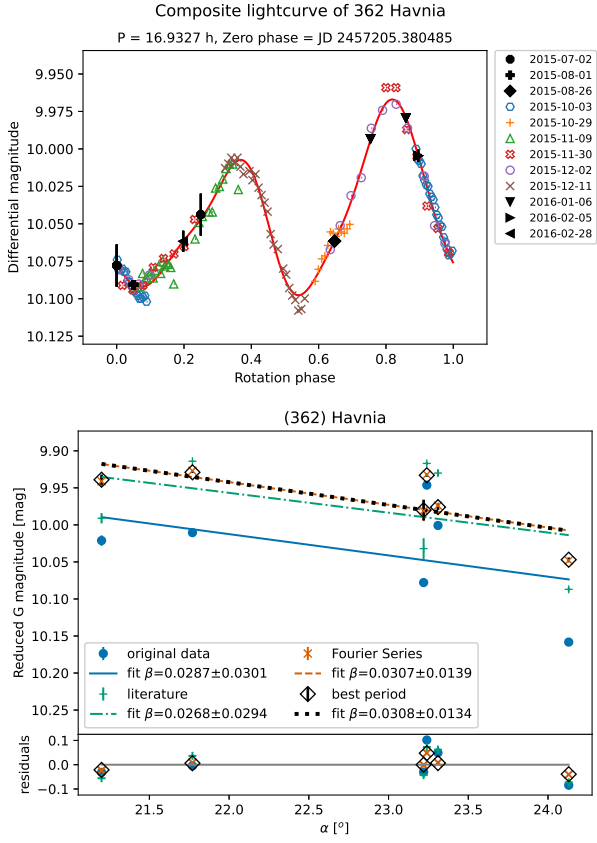 Composite lightcurve of 362 Havnia
P = 16.9327 h, Zero phase = JD 2457205.380485
Differential magnitude
9.950
9.975
10.000
10.025
10.050
10.075
10.100
10.125
0.0 0.2 0.4 0.6 0.8 1.0
Rotation phase
2015-07-02
2015-08-01
2015-08-26
2015-10-03
2015-10-29
2015-11-09
2015-11-30
2015-12-02
2015-12-11
2016-01-06
2016-02-05
2016-02-28
(362) Havnia
Reduced G magnitude [mag]
9.90
9.95
10.00
10.05
10.10
10.15
10.20
10.25
original data
fit β=0.0287±0.0301
literature
fit β=0.0268±0.0294
Fourier Series
fit β=0.0307±0.0139
best period
fit β=0.0308±0.0134
residuals
0.1
0.0
−0.1
21.5 22.0 22.5 23.0 23.5 24.0
α [°]